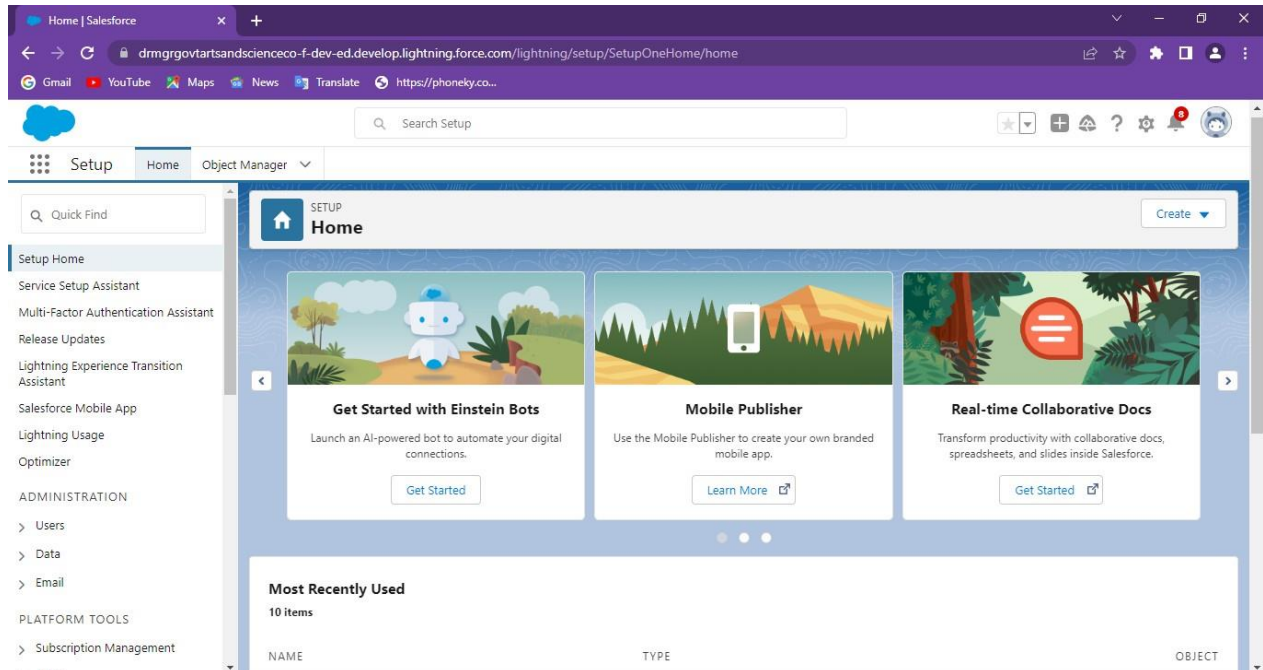 Home | Salesforce
drmgrgovtartsandscienceco-f-dev-ed.develop.lightning.force.com/lightning/setup/SetupOneHome/home
Gmail YouTube Maps News Translate https://phoneky.co...
Search Setup
8
Setup Home Object Manager
Quick Find
Setup Home
Service Setup Assistant
Multi-Factor Authentication Assistant
Release Updates
Lightning Experience Transition
Assistant
Salesforce Mobile App
Lightning Usage
Optimizer
ADMINISTRATION
Users
Data
Email
PLATFORM TOOLS
Subscription Management
SETUP
Home
Create
Get Started with Einstein Bots
Launch an AI-powered bot to automate your digital
connections.
Get Started
Mobile Publisher
Use the Mobile Publisher to create your own branded
mobile app.
Learn More
Real-time Collaborative Docs
Transform productivity with collaborative docs,
spreadsheets, and slides inside Salesforce.
Get Started
Most Recently Used
10 items
NAME TYPE OBJECT